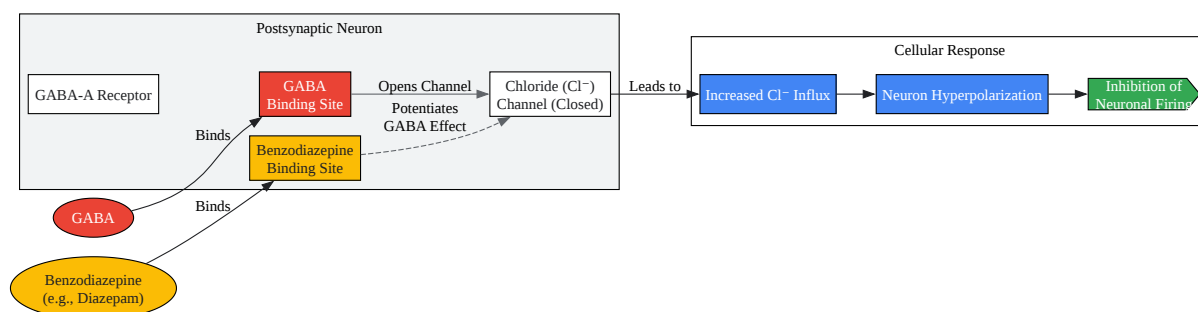 Postsynaptic Neuron
GABA-A Receptor
GABA
Binding Site
Opens Channel
Chloride (Cl⁻)
Channel (Closed)
Potentiates
GABA Effect
Benzodiazepine
Binding Site
Binds
GABA
Binds
Benzodiazepine
(e.g., Diazepam)
Leads to
Cellular Response
Increased Cl⁻ Influx
Neuron Hyperpolarization
Inhibition of
Neuronal Firing